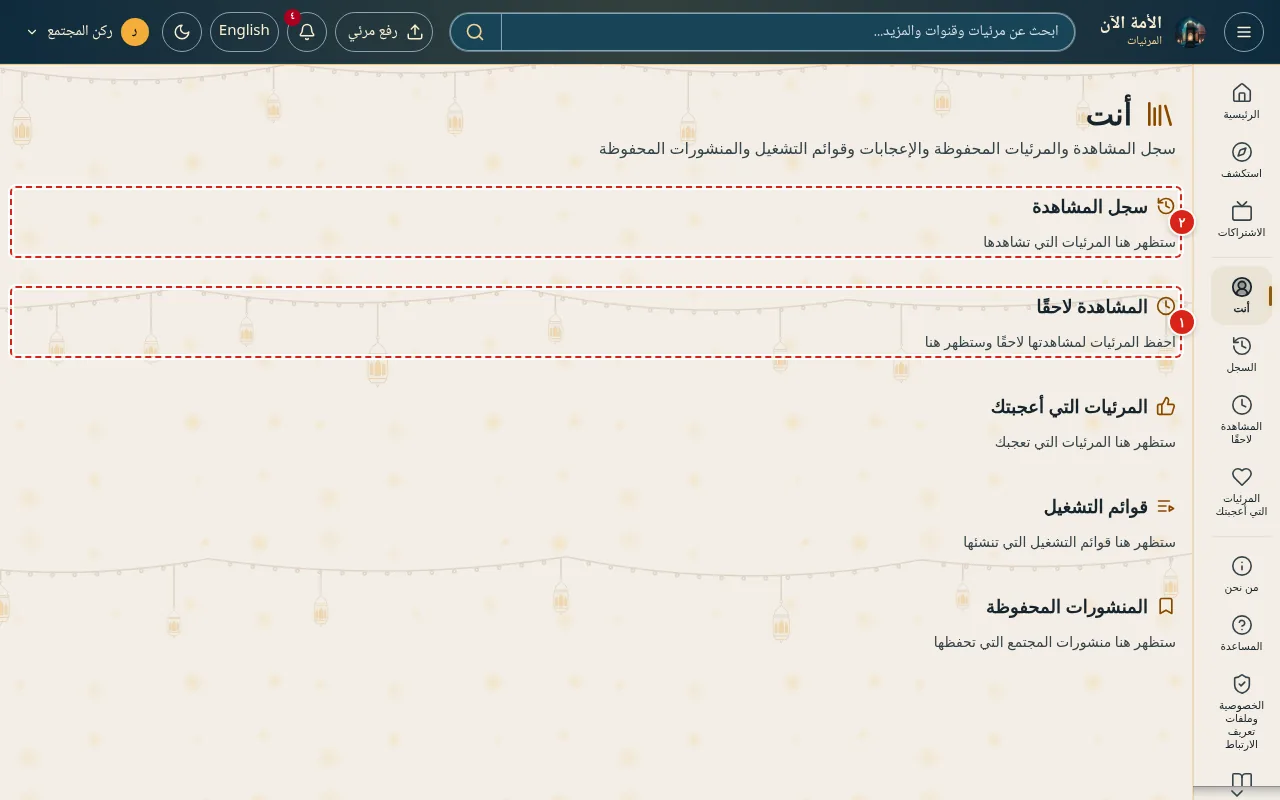 الأمة الآن
المرئيات
ابحث عن مرئيات وقنوات والمزيد...
رفع مرئي
٤
English
ر
ركن المجتمع
الرئيسية
استكشف
الاشتراكات
أنت
السجل
المشاهدة
لاحقًا
المرئيات
التي أعجبتك
من نحن
المساعدة
الخصوصية
وملفات
تعريف
الارتباط
أنت
سجل المشاهدة والمرئيات المحفوظة والإعجابات وقوائم التشغيل والمنشورات المحفوظة
سجل المشاهدة
٢
ستظهر هنا المرئيات التي تشاهدها
المشاهدة لاحقًا
١
احفظ المرئيات لمشاهدتها لاحقًا وستظهر هنا
المرئيات التي أعجبتك
ستظهر هنا المرئيات التي تعجبك
قوائم التشغيل
ستظهر هنا قوائم التشغيل التي تنشئها
المنشورات المحفوظة
ستظهر هنا منشورات المجتمع التي تحفظها